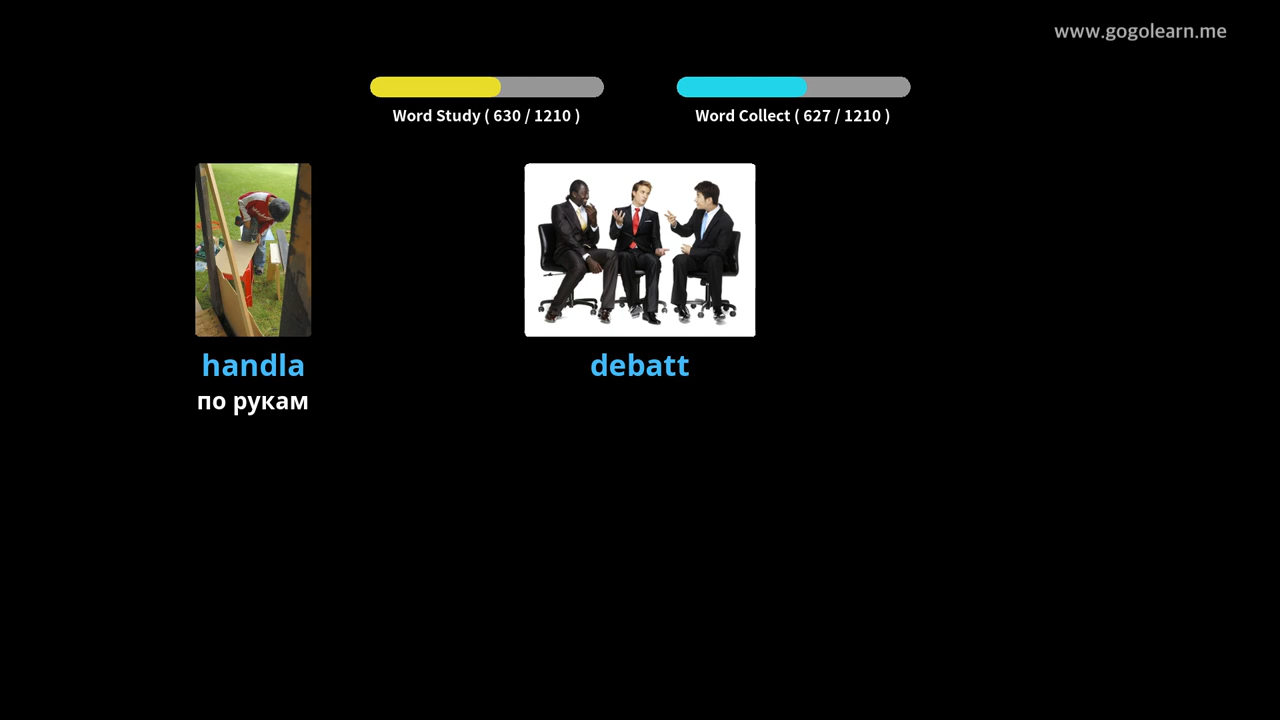 www.gogolearn.me
Word Study ( 630 / 1210 )
Word Collect ( 627 / 1210 )
handla
debatt
по рукам